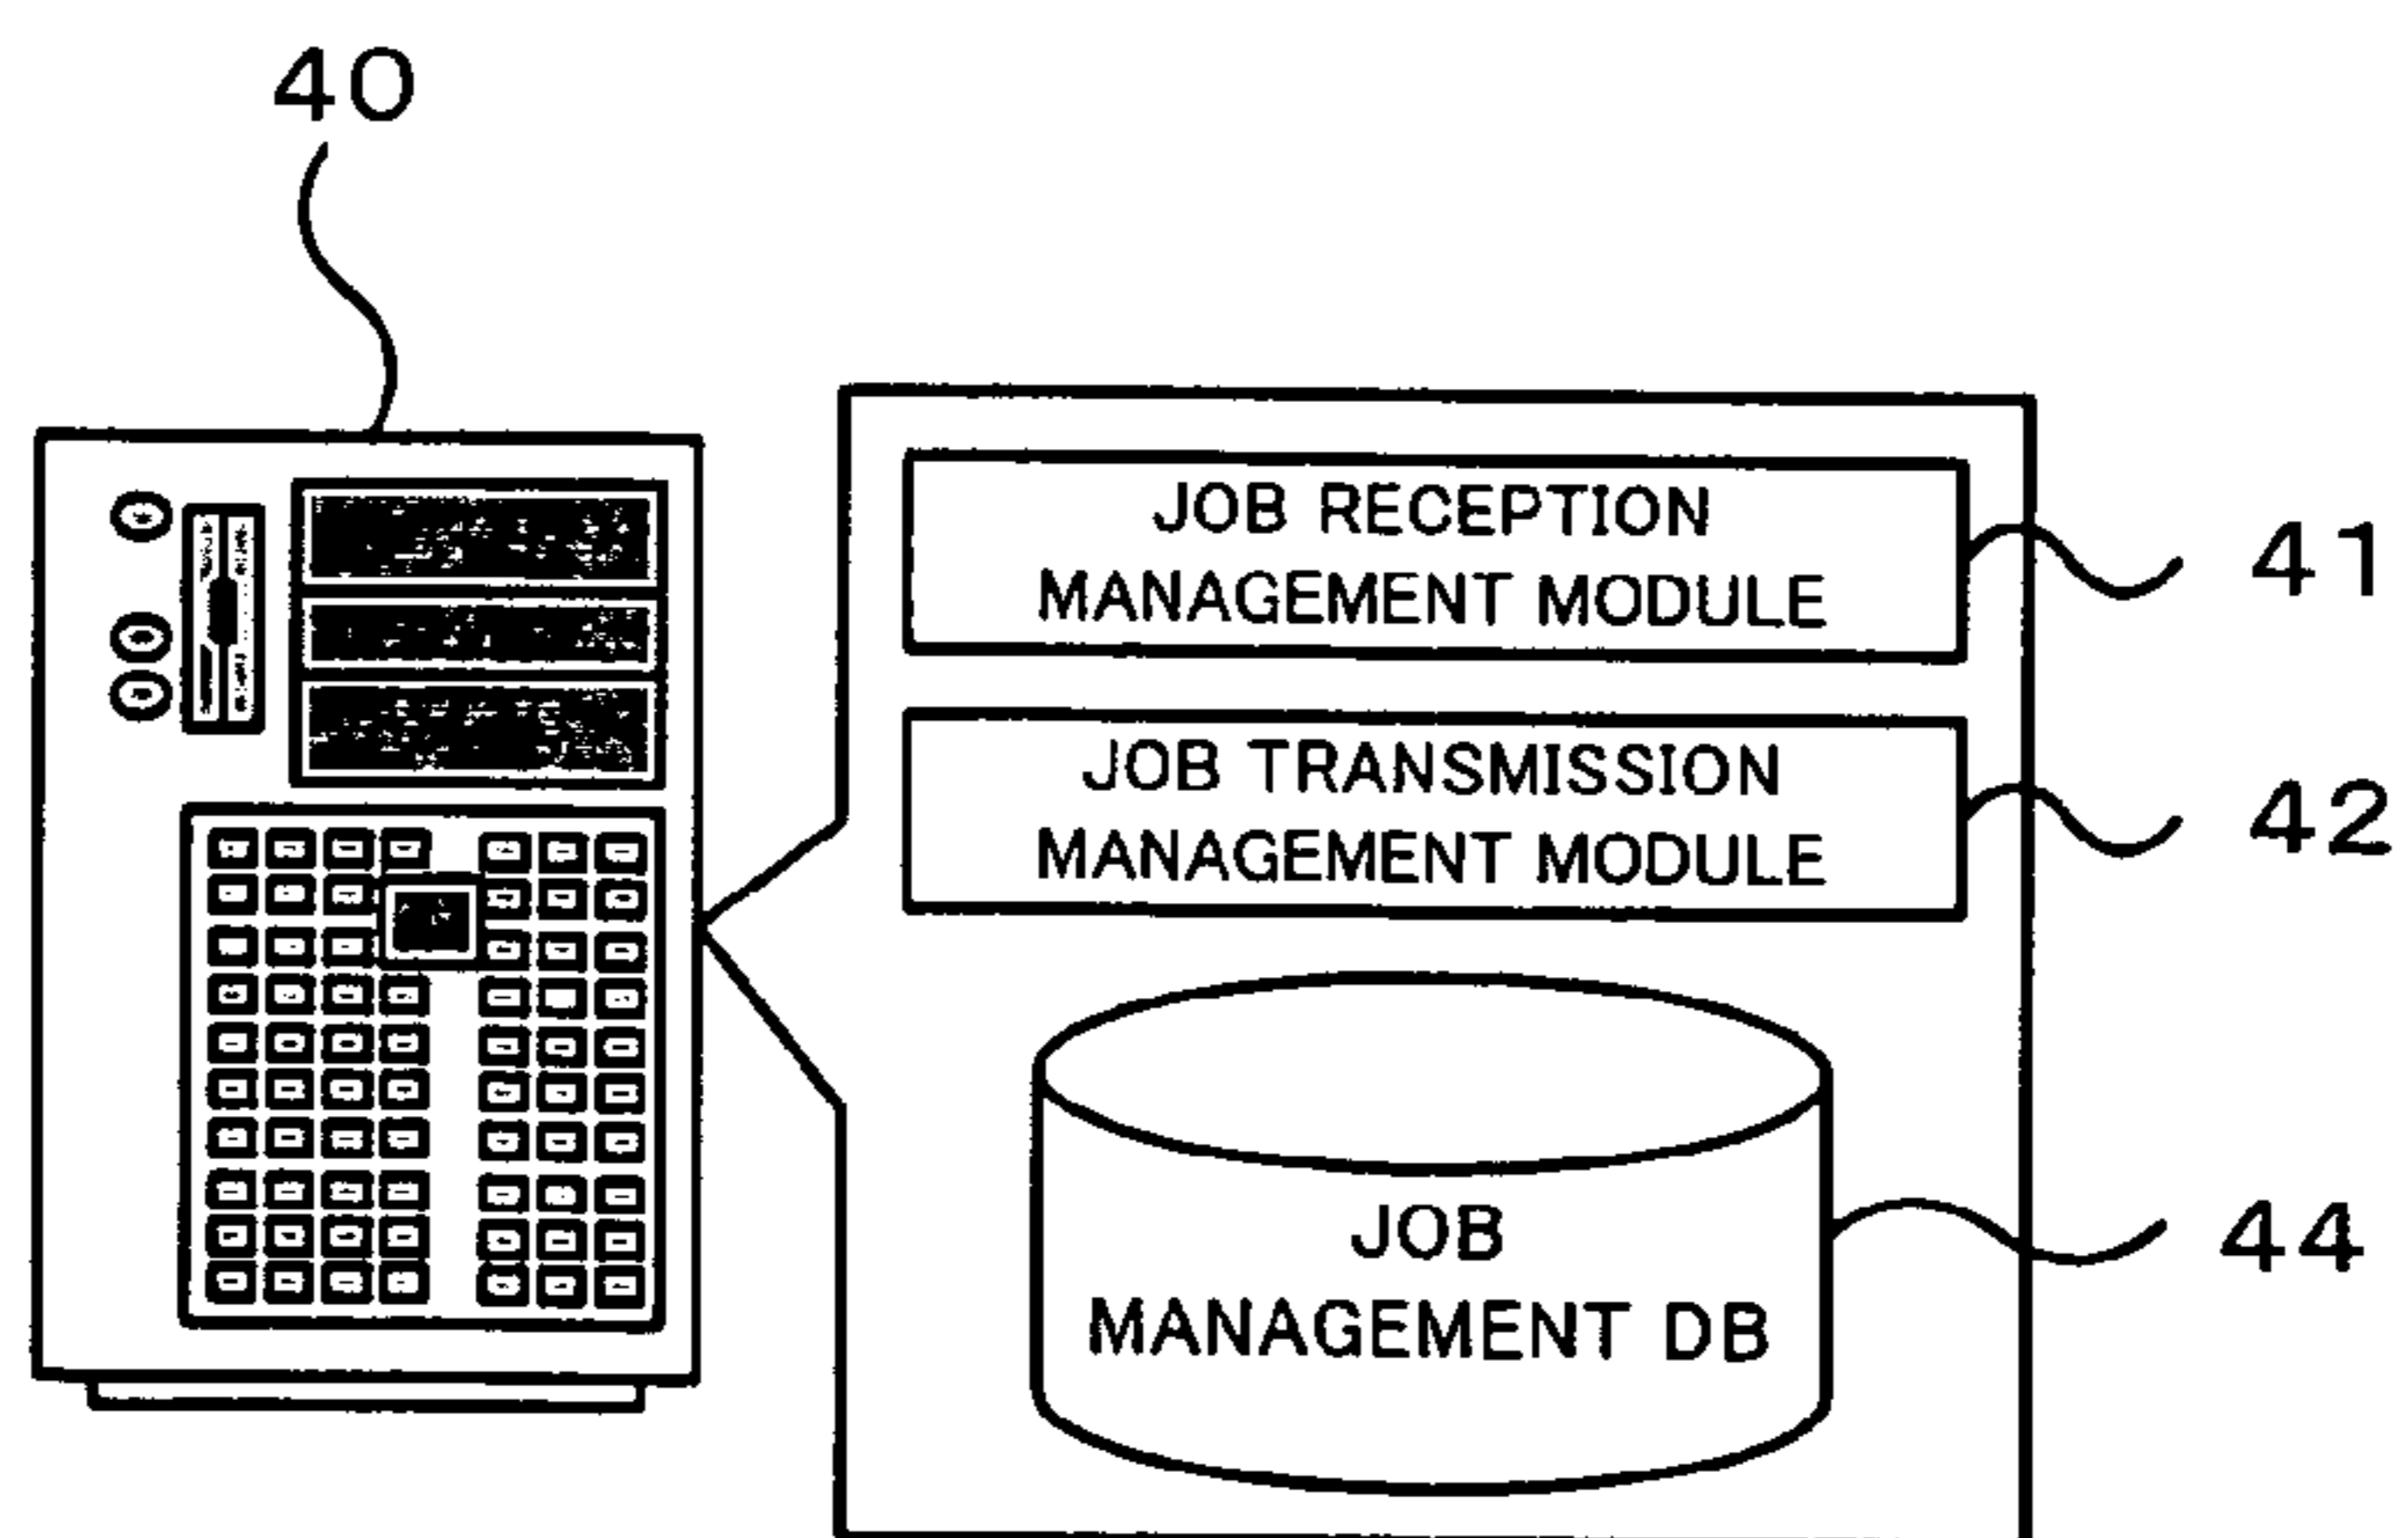 40
JOB RECEPTION
MANAGEMENT MODULE
41
JOB TRANSMISSION
MANAGEMENT MODULE
42
JOB
MANAGEMENT DB
44